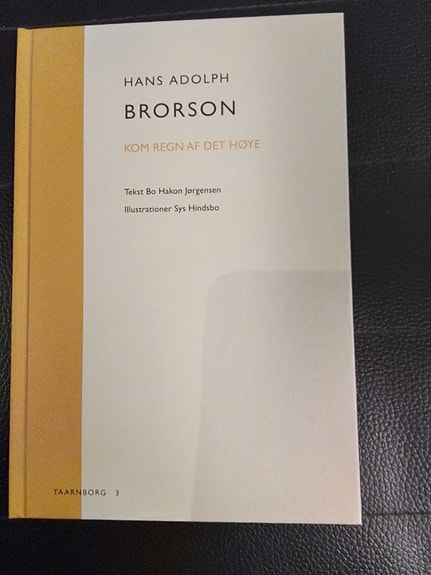 HANS ADOLPH
BRORSON
KOM REGN AF DET HØYE
Tekst Bo Hakon Jørgensen
Illustrationer Sys Hindsbo
TAARNBORG 3